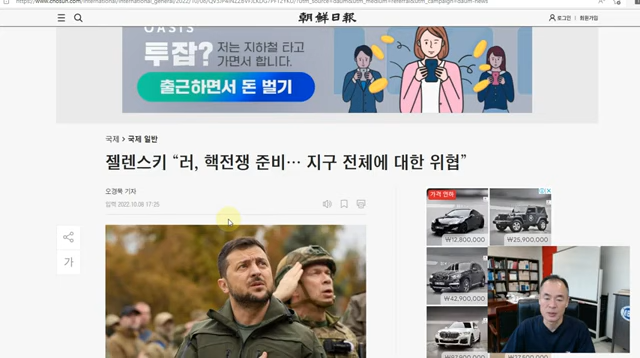 朝鮮日報
로그인
회원가입
OASIS
투잡? 저는 지하철 타고
가면서 합니다.
출근하면서 돈 벌기
국제 > 국제 일반
젤렌스키 “러, 핵전쟁 준비… 지구 전체에 대한 위협”
오경묵 기자
입력 2022.10.08 17:25
가
가격 인하
₩12,800,000
₩25,900,000
₩42,900,000